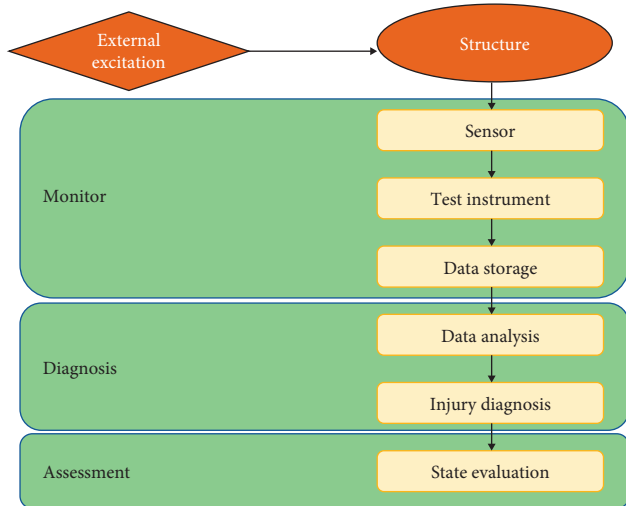 External
excitation
Structure
Sensor
Monitor
Test instrument
Data storage
Data analysis
Diagnosis
Injury diagnosis
Assessment
State evaluation